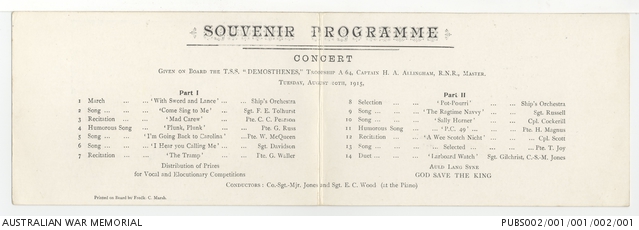 SOUVENIR PROGRAMME
CONCERT
GIVEN ON BOARD THE T.S.S. "DEMOSTHENES," TROOPSHIP A 64, CAPTAIN H. A. ALLINGHAM, R.N.R., MASTER.
TUESDAY, AUGUST 10TH, 1915.
Part I
1 March ... ... 'With Sword and Lance' ... ... Ship's Orchestra
2 Song ... ... 'Come Sing to Me' ... Sgt. F. E. Tolhurst
3 Recitation ... ... 'Mad Carew' ... Pte. C. C.
4 Humorous Song ... 'Plunk, Plunk' ... ... Pte. G. Russ
5 Song ... ... 'I'm Going Back to Carolina' ... Pte. W. McQueen
6 Song ... ... 'I Hear you Calling Me' ... Sgt. Davidson
7 Recitation ... ... 'The Tramp' ... Pte. G. Waller
Distribution of Prizes
for Vocal and Elocutionary Competitions
Part II
8 Selection ... ... 'Pot-Pourri' ... ... Ship's Orchestra
9 Song ... ... 'The Ragtime Navvy' ... Sgt. Russell
10 Song ... ... 'Sally Horner' ... Cpl. Cockerill
11 Humorous Song ... ... 'P.C. 49' ... ... Pte. H. Magnus
12 Recitation ... ... 'A Wee Scotch Nicht' ... Cpl. Scott
13 Song ... ... ... Selected ... ... Pte. T. Joy
14 Duet ... ... 'Larboard Watch' Sgt. Gilchrist, C.-S.-M. Jones
AULD LANG SYNE
GOD SAVE THE KING
CONDUCTORS : Co.-Sgt.-Mjr. Jones and Sgt. E. C. Wood (at the Piano)
Printed on Board by Fredk. C. Marsh.
AUSTRALIAN WAR MEMORIAL
PUBS002/001/001/002/001